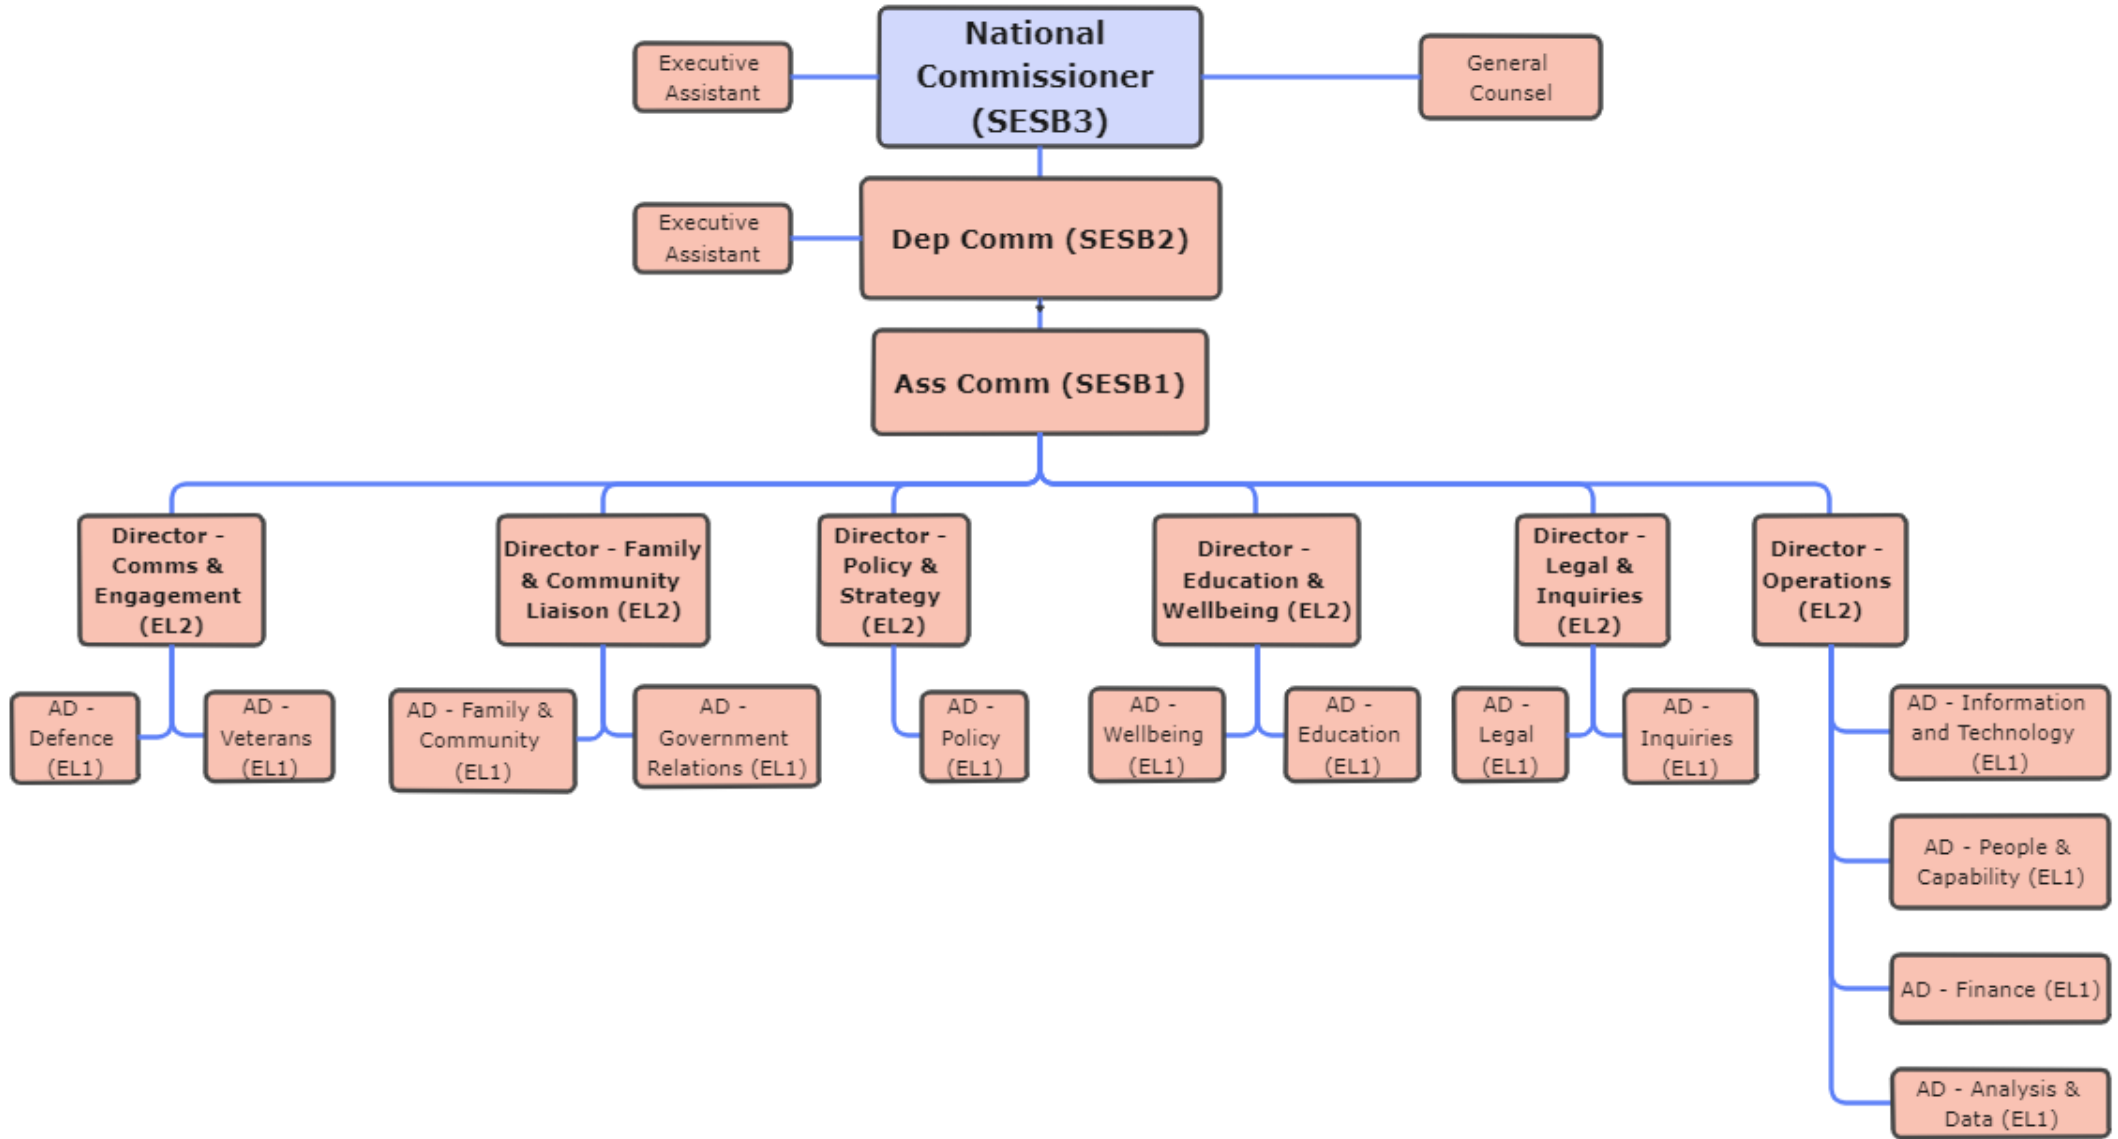 National
Commissioner
(SESB3)
Executive
Assistant
General
Counsel
Executive
Assistant
Dep Comm (SESB2)
Ass Comm (SESB1)
Director -
Comms &
Engagement
(EL2)
Director - Family
& Community
Liaison (EL2)
Director -
Policy &
Strategy
(EL2)
Director -
Education &
Wellbeing (EL2)
Director -
Legal &
Inquiries
(EL2)
Director -
Operations
(EL2)
AD -
Defence
(EL1)
AD -
Veterans
(EL1)
AD - Family &
Community
(EL1)
AD -
Government
Relations (EL1)
AD -
Policy
(EL1)
AD -
Wellbeing
(EL1)
AD -
Education
(EL1)
AD -
Legal
(EL1)
AD -
Inquiries
(EL1)
AD - Information
and Technology
(EL1)
AD - People &
Capability (EL1)
AD - Finance (EL1)
AD - Analysis &
Data (EL1)